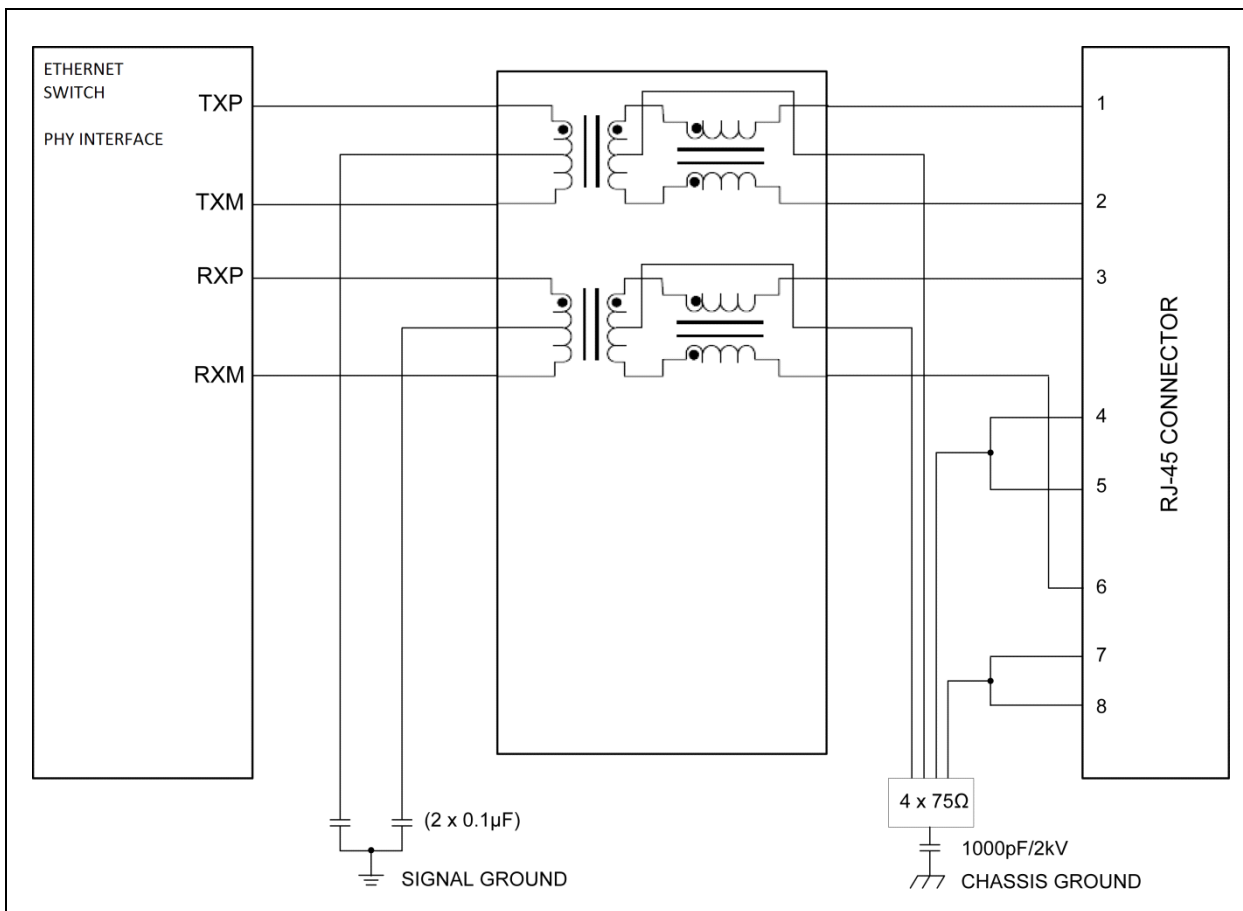 ETHERNET
SWITCH
PHY INTERFACE
TXP
TXM
RXP
RXM
1
2
3
4
5
6
7
8
RJ-45 CONNECTOR
(2 x 0.1µF)
SIGNAL GROUND
4 x 75Ω
1000pF/2kV
CHASSIS GROUND